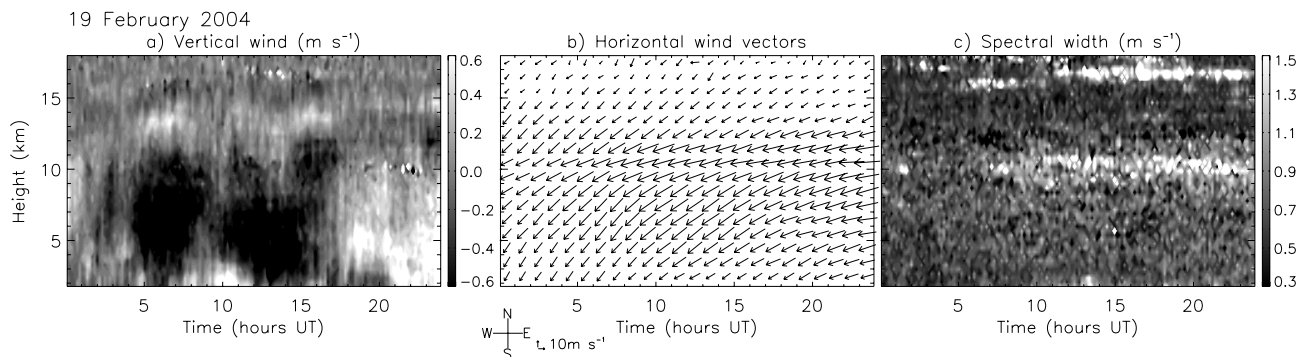 19 February 2004
a) Vertical wind (m s⁻¹)
b) Horizontal wind vectors
c) Spectral width (m s⁻¹)
Height (km)
15
10
5
5 10 15 20
Time (hours UT)
0.6
0.4
0.2
0.0
−0.2
−0.4
−0.6
5 10 15 20
Time (hours UT)
N
W E
S
10m s⁻¹
5 10 15 20
Time (hours UT)
1.5
1.3
1.1
0.9
0.7
0.5
0.3